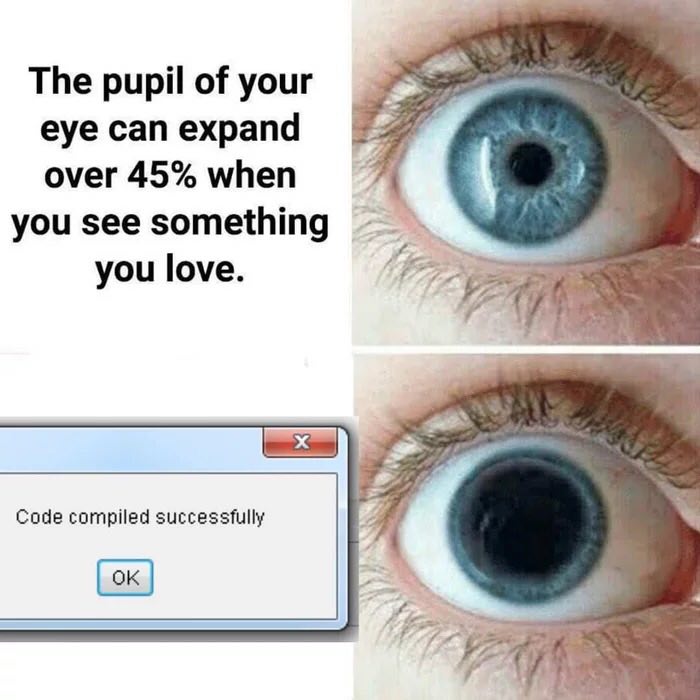 The pupil of your
eye can expand
over 45% when
you see something
you love.
Code compiled successfully
OK